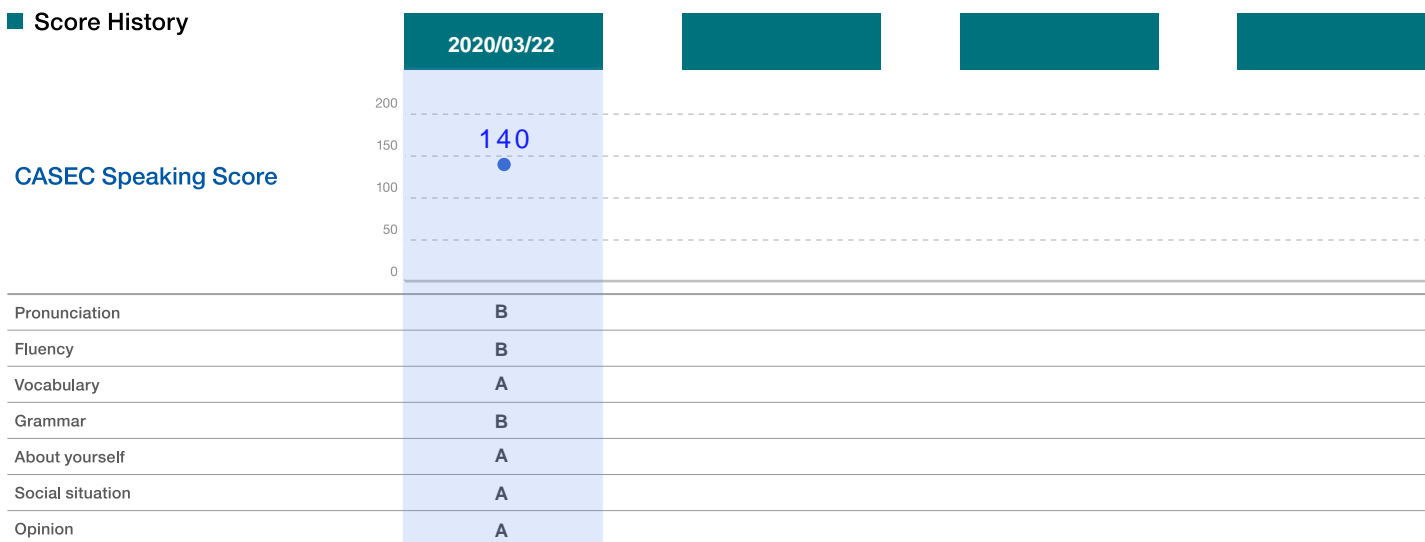 Score History
2020/03/22
200
140
150
CASEC Speaking Score
100
50
0
Pronunciation B
Fluency B
Vocabulary A
Grammar B
About yourself A
Social situation A
Opinion A